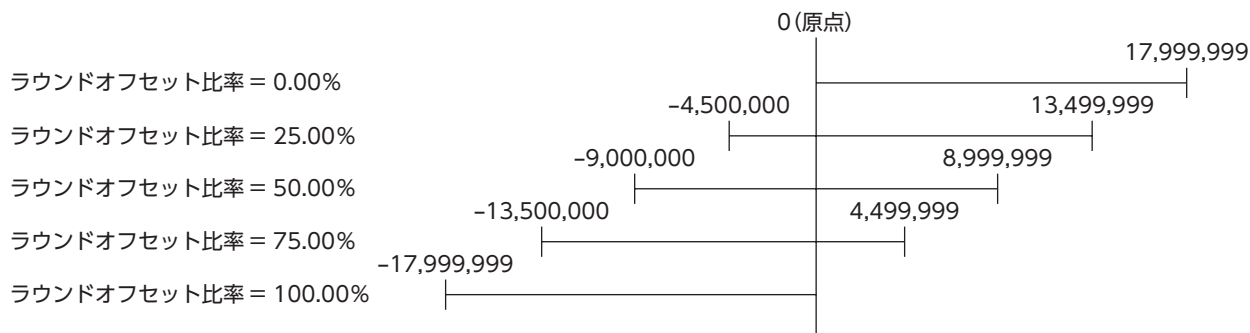 0（原点）
17,999,999
ラウンドオフセット比率 = 0.00%
–4,500,000 13,499,999
ラウンドオフセット比率 = 25.00%
–9,000,000 8,999,999
ラウンドオフセット比率 = 50.00%
–13,500,000 4,499,999
ラウンドオフセット比率 = 75.00%
–17,999,999
ラウンドオフセット比率 = 100.00%